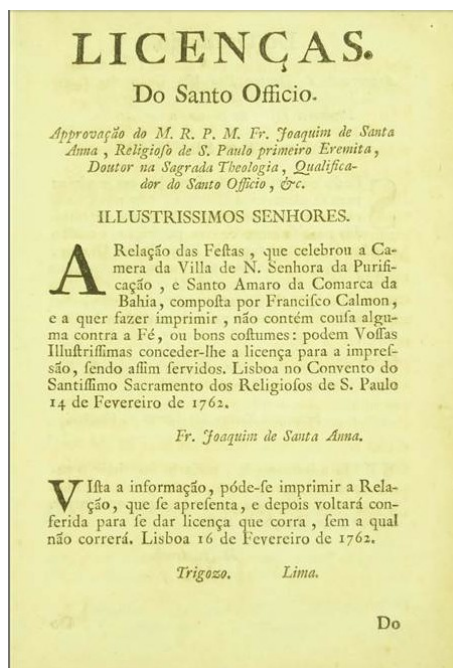 LICENÇAS.
Do Santo Officio.
Approvação do M. R. P. M. Fr. Joaquim de Santa
Anna, Religioſo de S. Paulo primeiro Eremita,
Doutor na Sagrada Theologia, Qualifica-
dor do Santo Officio, &c.
ILLUSTRISSIMOS SENHORES.
A Relação das Feſtas, que celebrou a Ca-
mera da Villa de N. Senhora da Purifi-
cação, e Santo Amaro da Comarca da
Bahia, compoſta por Franciſco Calmon,
e a quer fazer imprimir, não contém couſa algu-
ma contra a Fé, ou bons coſtumes: podem Voſſas
Illuſtriſſimas conceder-lhe a licença para a impreſ-
são, ſendo aſſim ſervidos. Lisboa no Convento do
Santiſſimo Sacramento dos Religioſos de S. Paulo
14 de Fevereiro de 1762.
Fr. Joaquim de Santa Anna.
VIſta a informação, póde-ſe imprimir a Rela-
ção, que ſe apreſenta, e depois voltará con-
ferida para ſe dar licença que corra, ſem a qual
não correrá. Lisboa 16 de Fevereiro de 1762.
Trigozo. Lima.
Do